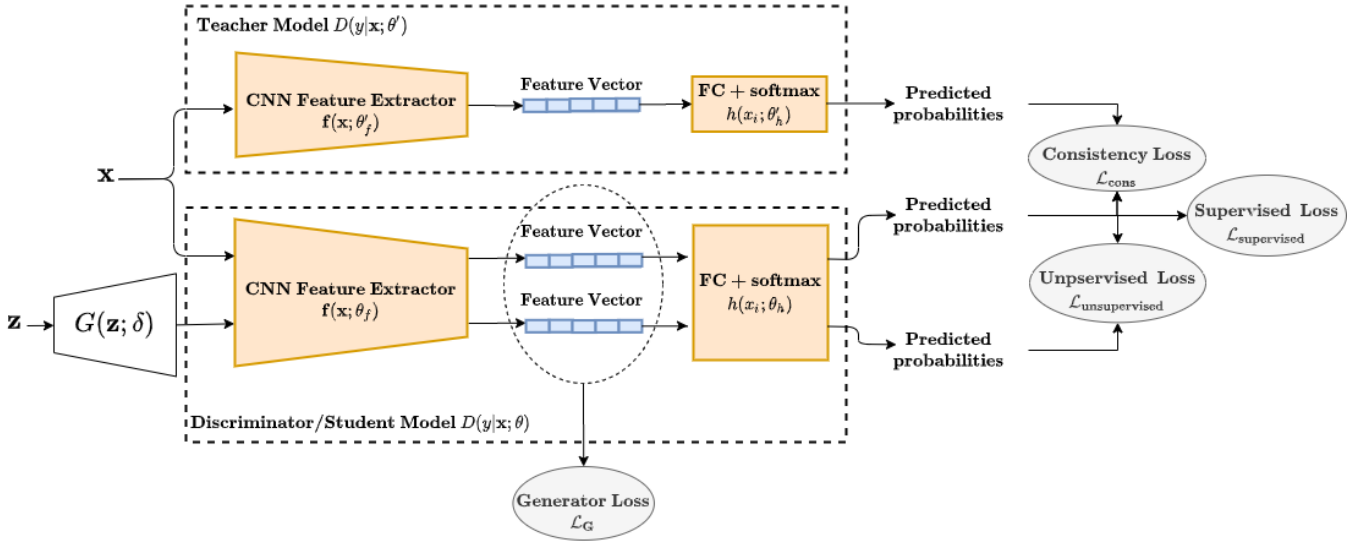 Teacher Model D(y|x; θ′)
CNN Feature Extractor
f(x; θ′_f)
Feature Vector
FC + softmax
h(x_i; θ′_h)
Predicted
probabilities
Consistency Loss
ℒ_cons
x
Feature Vector
Predicted
probabilities
Supervised Loss
ℒ_supervised
CNN Feature Extractor
f(x; θ_f)
FC + softmax
h(x_i; θ_h)
Unpservised Loss
ℒ_unsupervised
Feature Vector
z
G(z; δ)
Predicted
probabilities
Discriminator/Student Model D(y|x; θ)
Generator Loss
ℒ_G